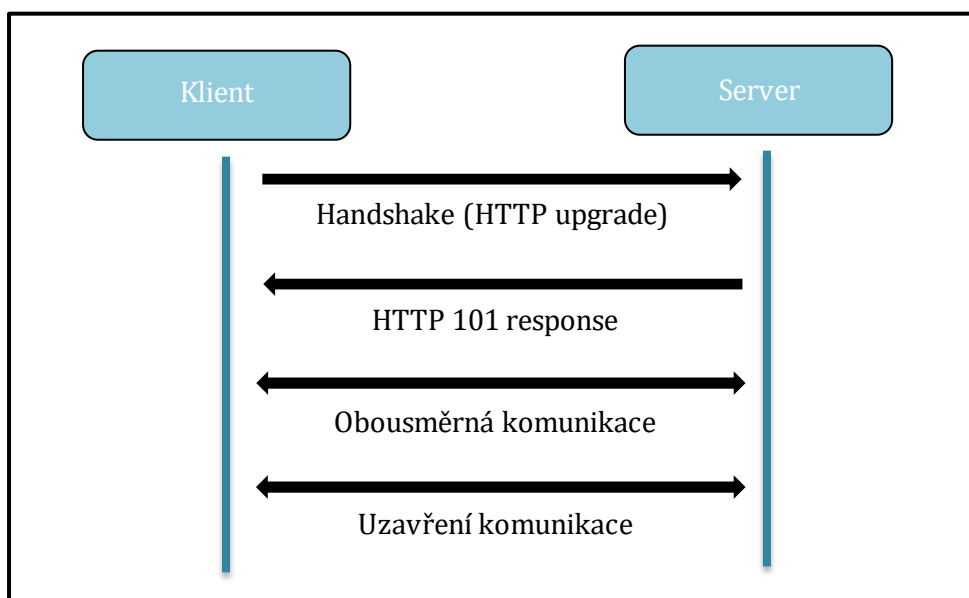 Klient
Server
Handshake (HTTP upgrade)
HTTP 101 response
Obousměrná komunikace
Uzavření komunikace